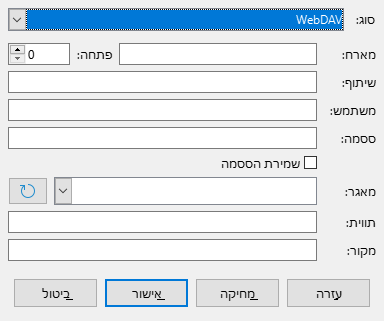 סוג: WebDAV
מארח: פתחה: 0
שיתוף:
משתמש:
ססמה:
שמירת הססמה
מאגר:
תווית:
מקור:
עזרה מחיקה אישור ביטול